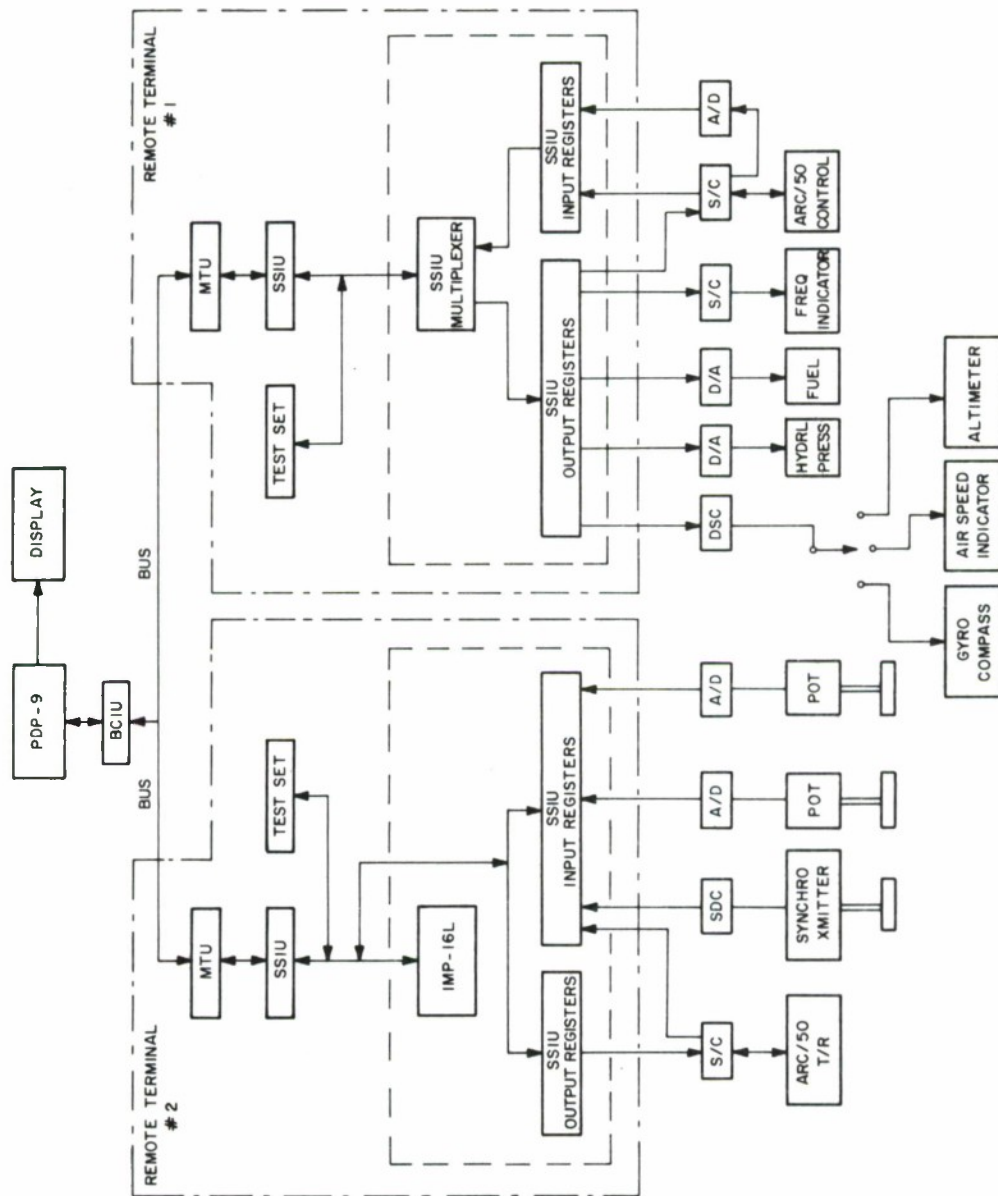 PDP-9
DISPLAY
BCIU
BUS
BUS
REMOTE TERMINAL
#2
MTU
SSIU
TEST SET
IMP-16L
SSIU
OUTPUT REGISTERS
SSIU
INPUT REGISTERS
S/C
SDC
A/D
A/D
ARC/50
T/R
SYNCHRO
XMITTER
POT
POT
REMOTE TERMINAL
#1
MTU
SSIU
TEST SET
SSIU
MULTIPLEXER
SSIU
OUTPUT REGISTERS
SSIU
INPUT REGISTERS
DSC
D/A
D/A
S/C
S/C
A/D
HYDRL
PRESS
FUEL
FREQ
INDICATOR
ARC/50
CONTROL
GYRO
COMPASS
AIR SPEED
INDICATOR
ALTIMETER